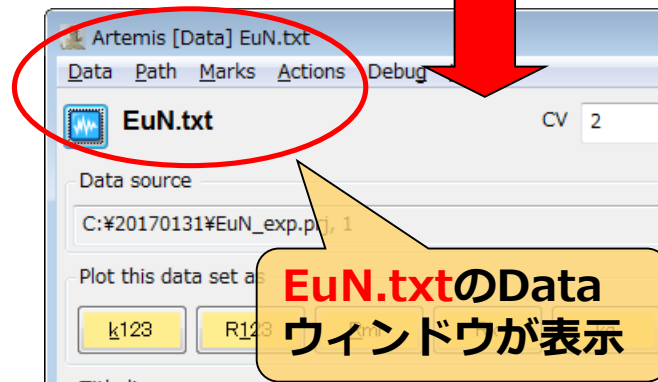 Artemis [Data] EuN.txt
Data Path Marks Actions Debug
EuN.txt
CV 2
Data source
C:¥20170131¥EuN_exp.prj, 1
Plot this data set as
k123 R123
EuN.txtのData
ウィンドウが表示